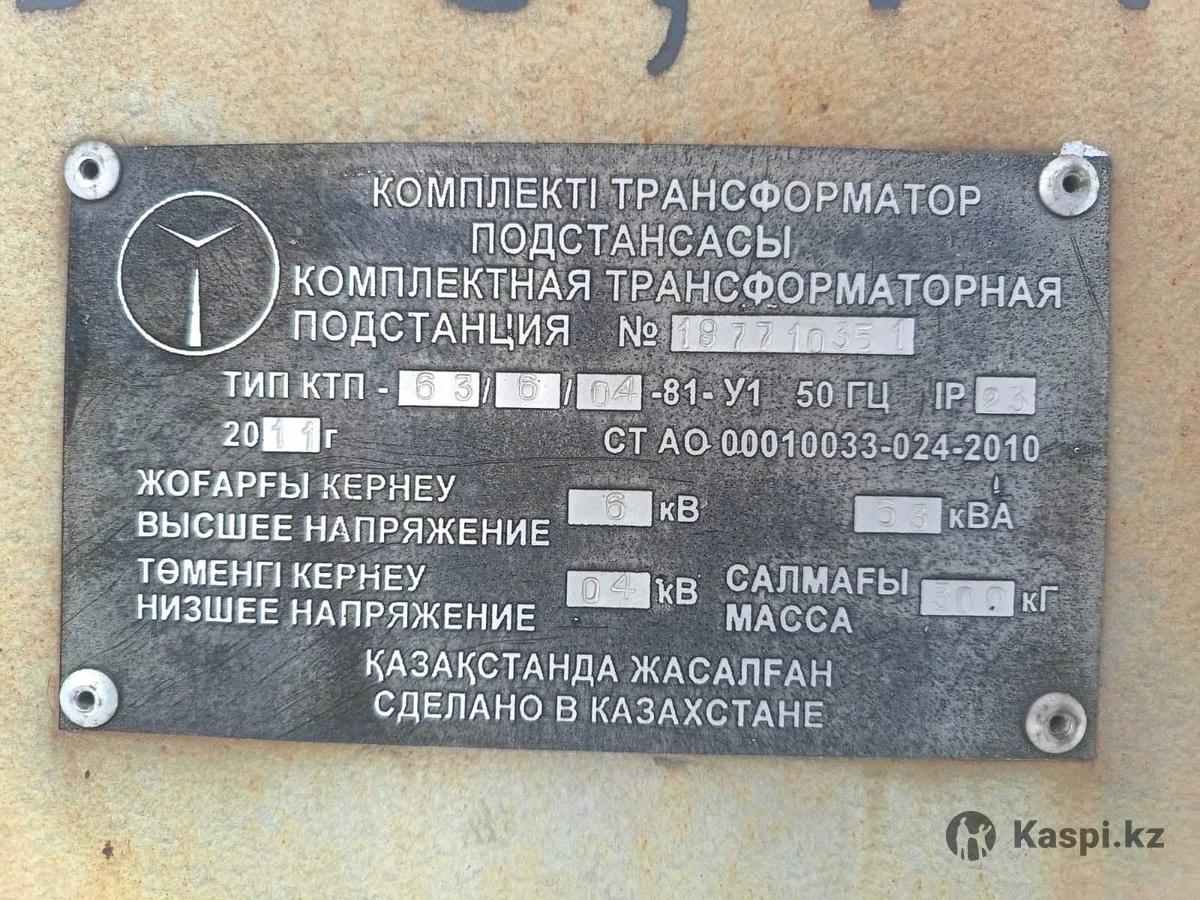 КОМПЛЕКТІ ТРАНСФОРМАТОР
ПОДСТАНСАСЫ
КОМПЛЕКТНАЯ ТРАНСФОРМАТОРНАЯ
ПОДСТАНЦИЯ № 187710351
ТИП КТП - 63/6/04 -81- У1 50 ГЦ IP 23
2011г СТ АО 00010033-024-2010
ЖОҒАРҒЫ КЕРНЕУ
ВЫСШЕЕ НАПРЯЖЕНИЕ 6 кВ 63 кВА
ТӨМЕНГІ КЕРНЕУ
НИЗШЕЕ НАПРЯЖЕНИЕ 04 кВ
САЛМАҒЫ
МАССА 300 кГ
ҚАЗАҚСТАНДА ЖАСАЛҒАН
СДЕЛАНО В КАЗАХСТАНЕ
Kaspi.kz